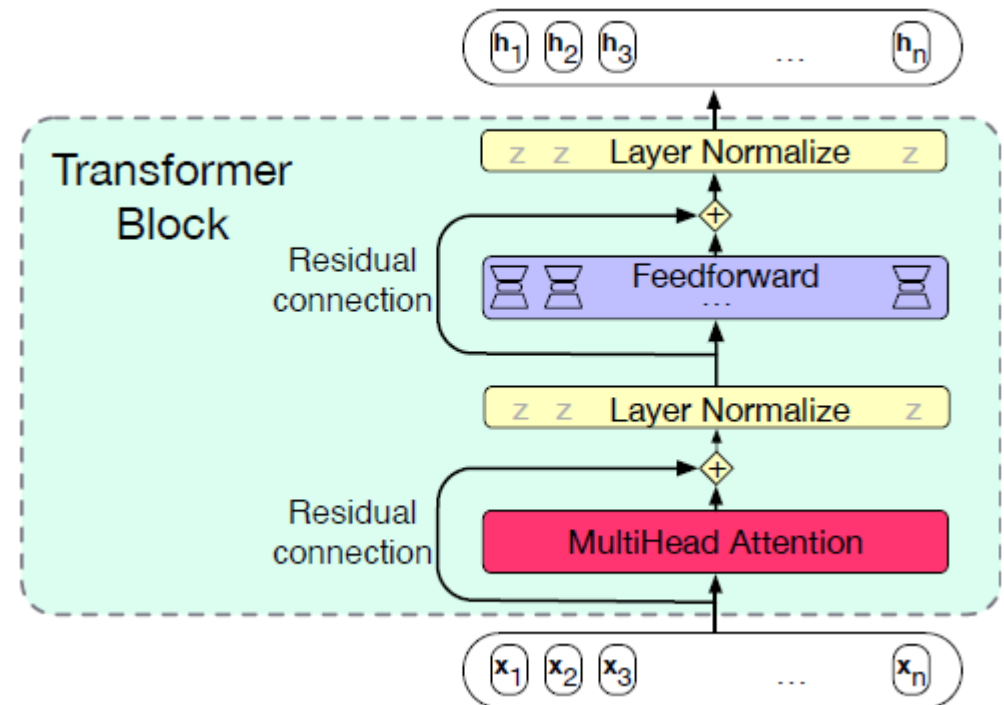 h1 h2 h3 ... hn
Transformer
Block
z z Layer Normalize z
+
Residual
connection
Feedforward
...
z z Layer Normalize z
+
Residual
connection
MultiHead Attention
x1 x2 x3 ... xn